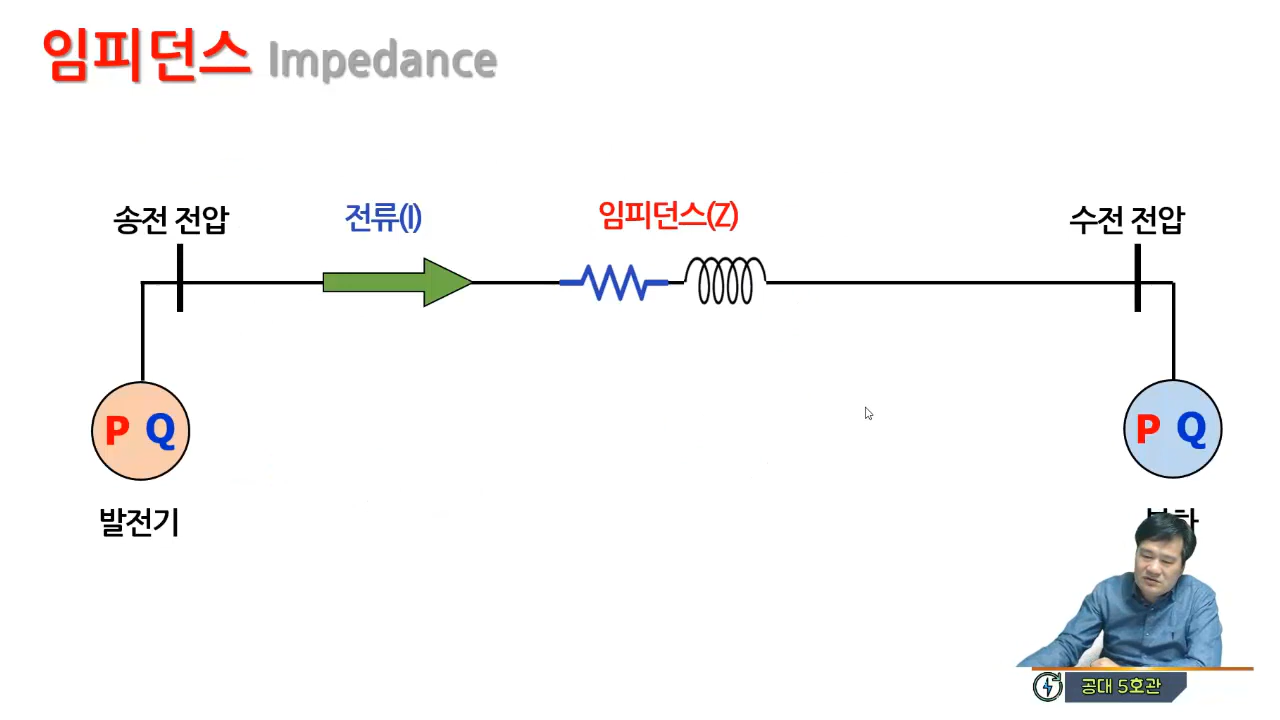 임피던스 Impedance
송전 전압
전류(I)
임피던스(Z)
수전 전압
P Q
P Q
발전기
공대 5호관